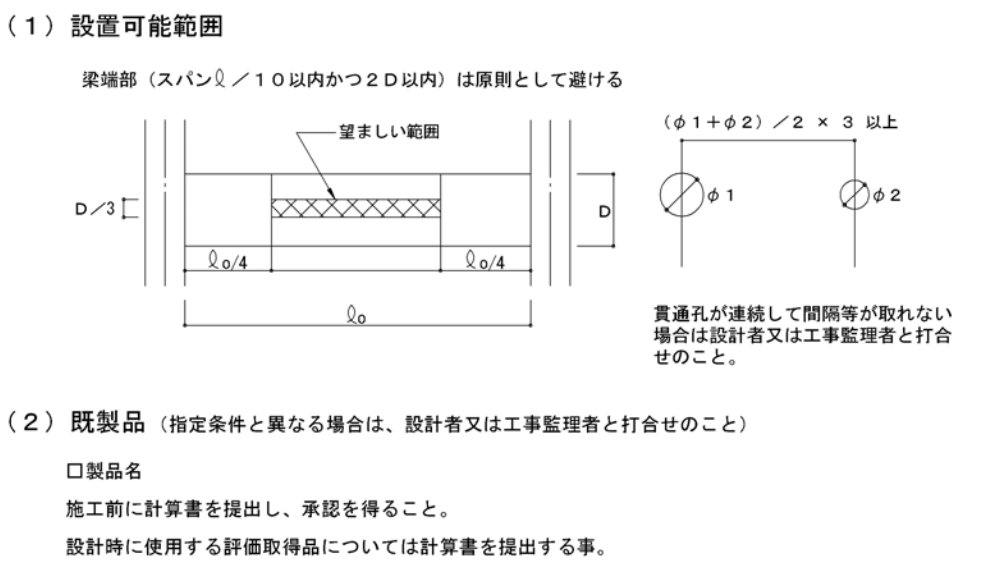 （１）設置可能範囲
梁端部（スパンℓ／１０以内かつ２Ｄ以内）は原則として避ける
望ましい範囲
（φ１＋φ２）／２ × ３ 以上
Ｄ／3
Ｄ
φ１
φ２
ℓo/4
ℓo/4
ℓo
貫通孔が連続して間隔等が取れない
場合は設計者又は工事監理者と打合
せのこと。
（２）既製品（指定条件と異なる場合は、設計者又は工事監理者と打合せのこと）
□製品名
施工前に計算書を提出し、承認を得ること。
設計時に使用する評価取得品については計算書を提出する事。